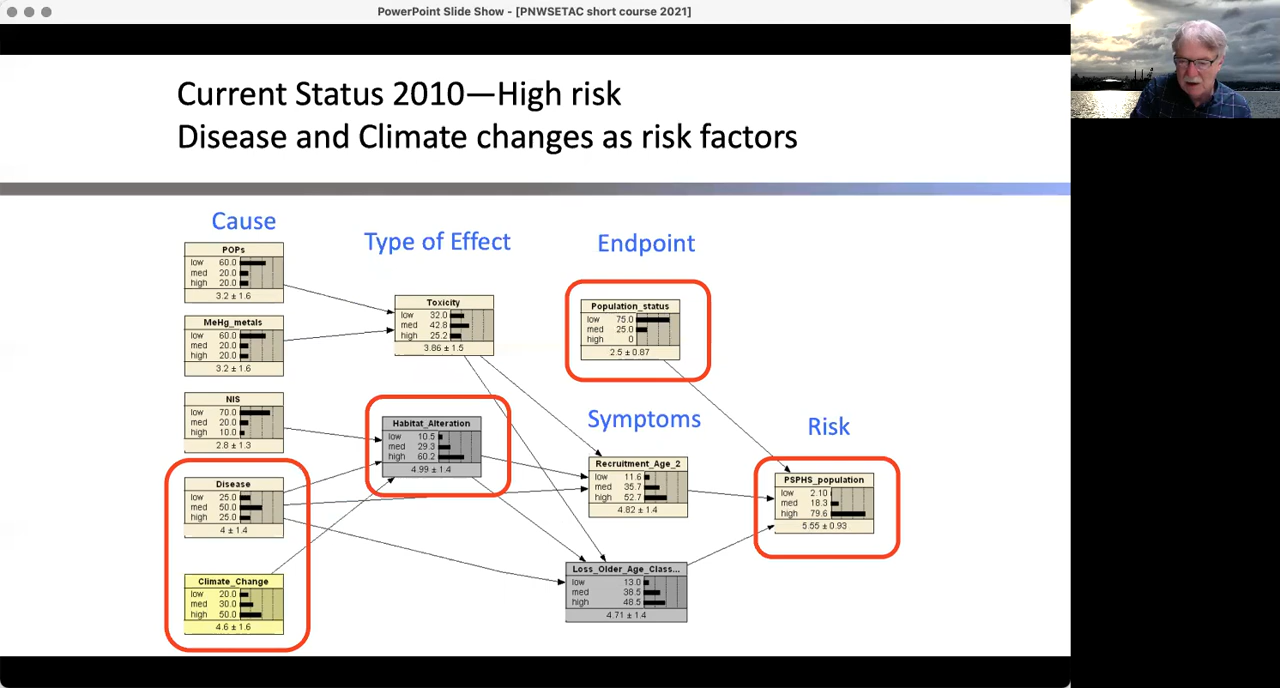 PowerPoint Slide Show - [PNWSETAC short course 2021]
Current Status 2010—High risk
Disease and Climate changes as risk factors
Cause
Type of Effect
Endpoint
POPs
low 60.0
med 20.0
high 20.0
3.2 ± 1.6
MeHg_metals
low 60.0
med 20.0
high 20.0
3.2 ± 1.6
NIS
low 70.0
med 20.0
high 10.0
2.8 ± 1.3
Disease
low 25.0
med 50.0
high 25.0
4 ± 1.4
Climate_Change
low 20.0
med 30.0
high 50.0
4.6 ± 1.6
Toxicity
low 32.0
med 42.8
high 25.2
3.86 ± 1.5
Habitat_Alteration
low 10.5
med 29.3
high 60.2
4.99 ± 1.4
Population_status
low 75.0
med 25.0
high 0
2.5 ± 0.87
Symptoms
Recruitment_Age_2
low 11.6
med 35.7
high 52.7
4.82 ± 1.4
Loss_Older_Age_Class...
low 13.0
med 38.5
high 48.5
4.71 ± 1.4
Risk
PSPHS_population
low 2.10
med 18.3
high 79.6
5.55 ± 0.93